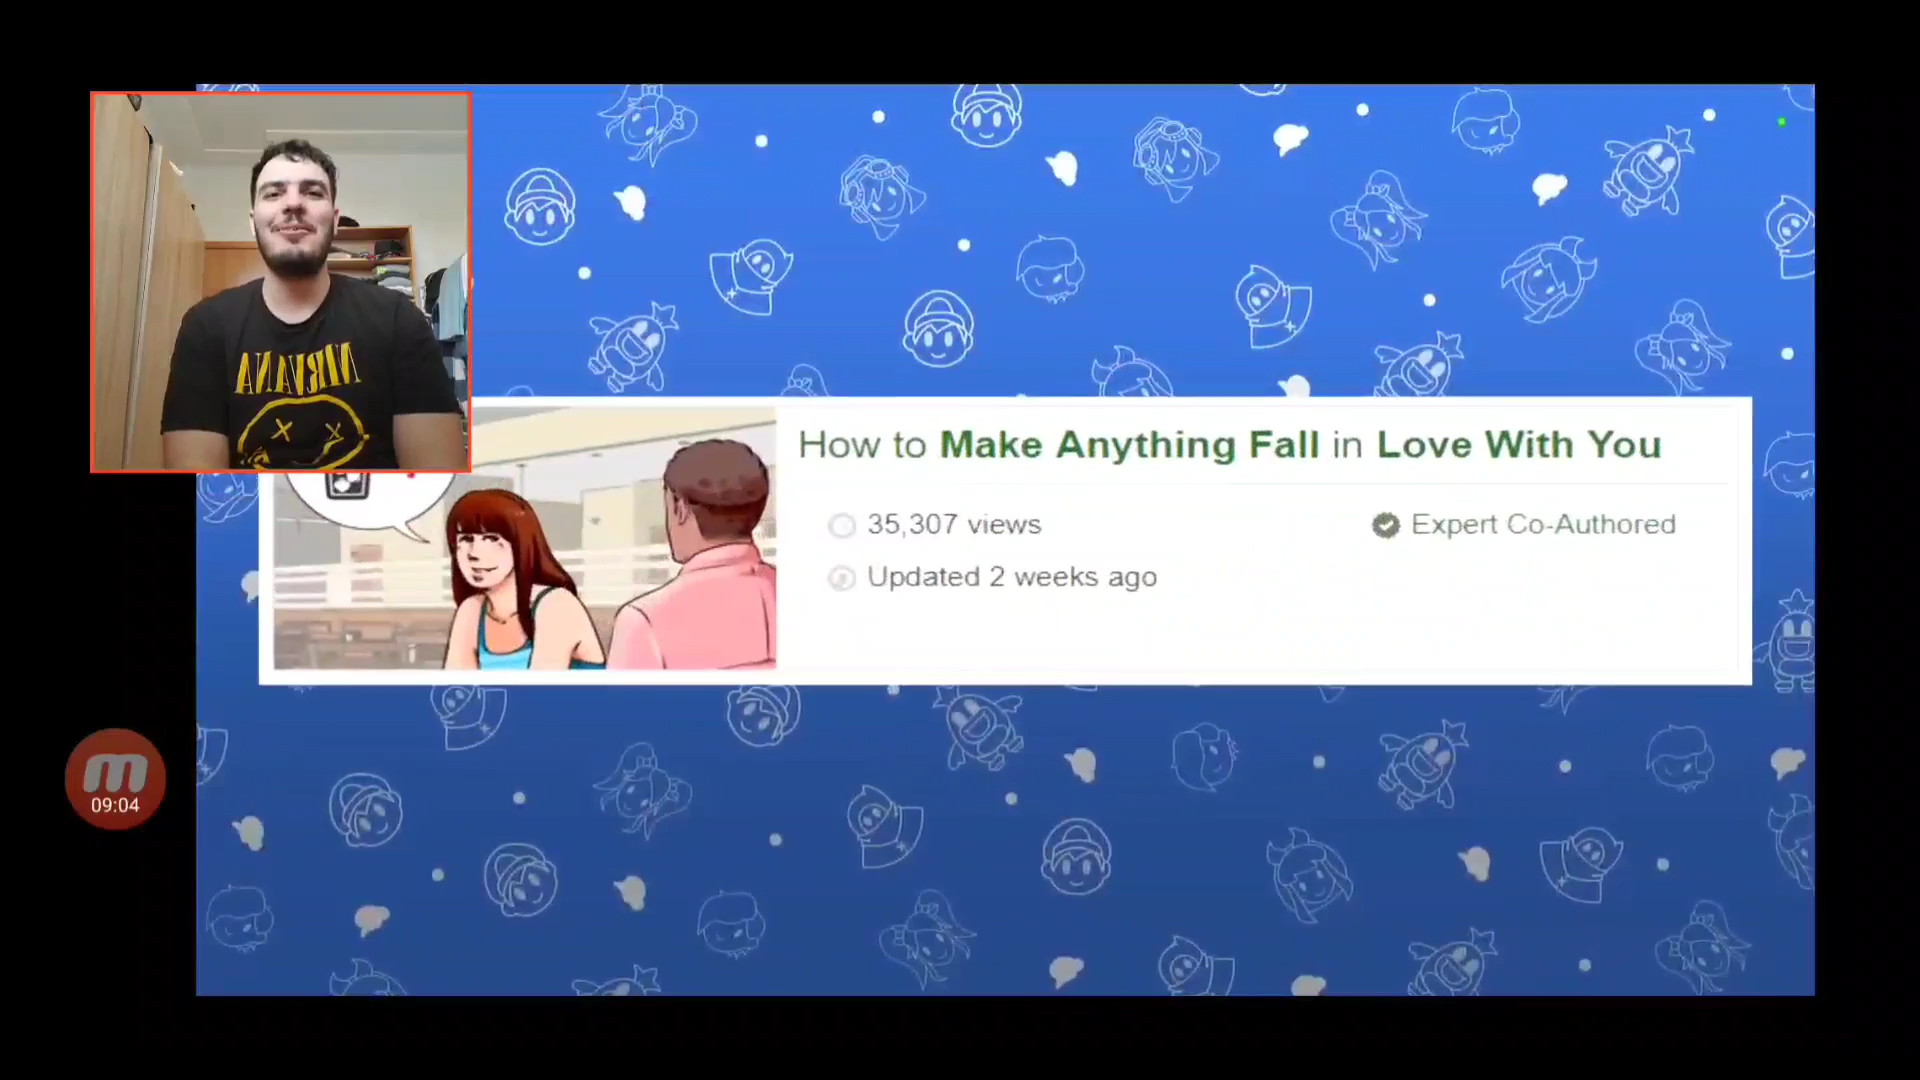 NIRVANA
How to Make Anything Fall in Love With You
35,307 views
Expert Co-Authored
Updated 2 weeks ago
m
09:04